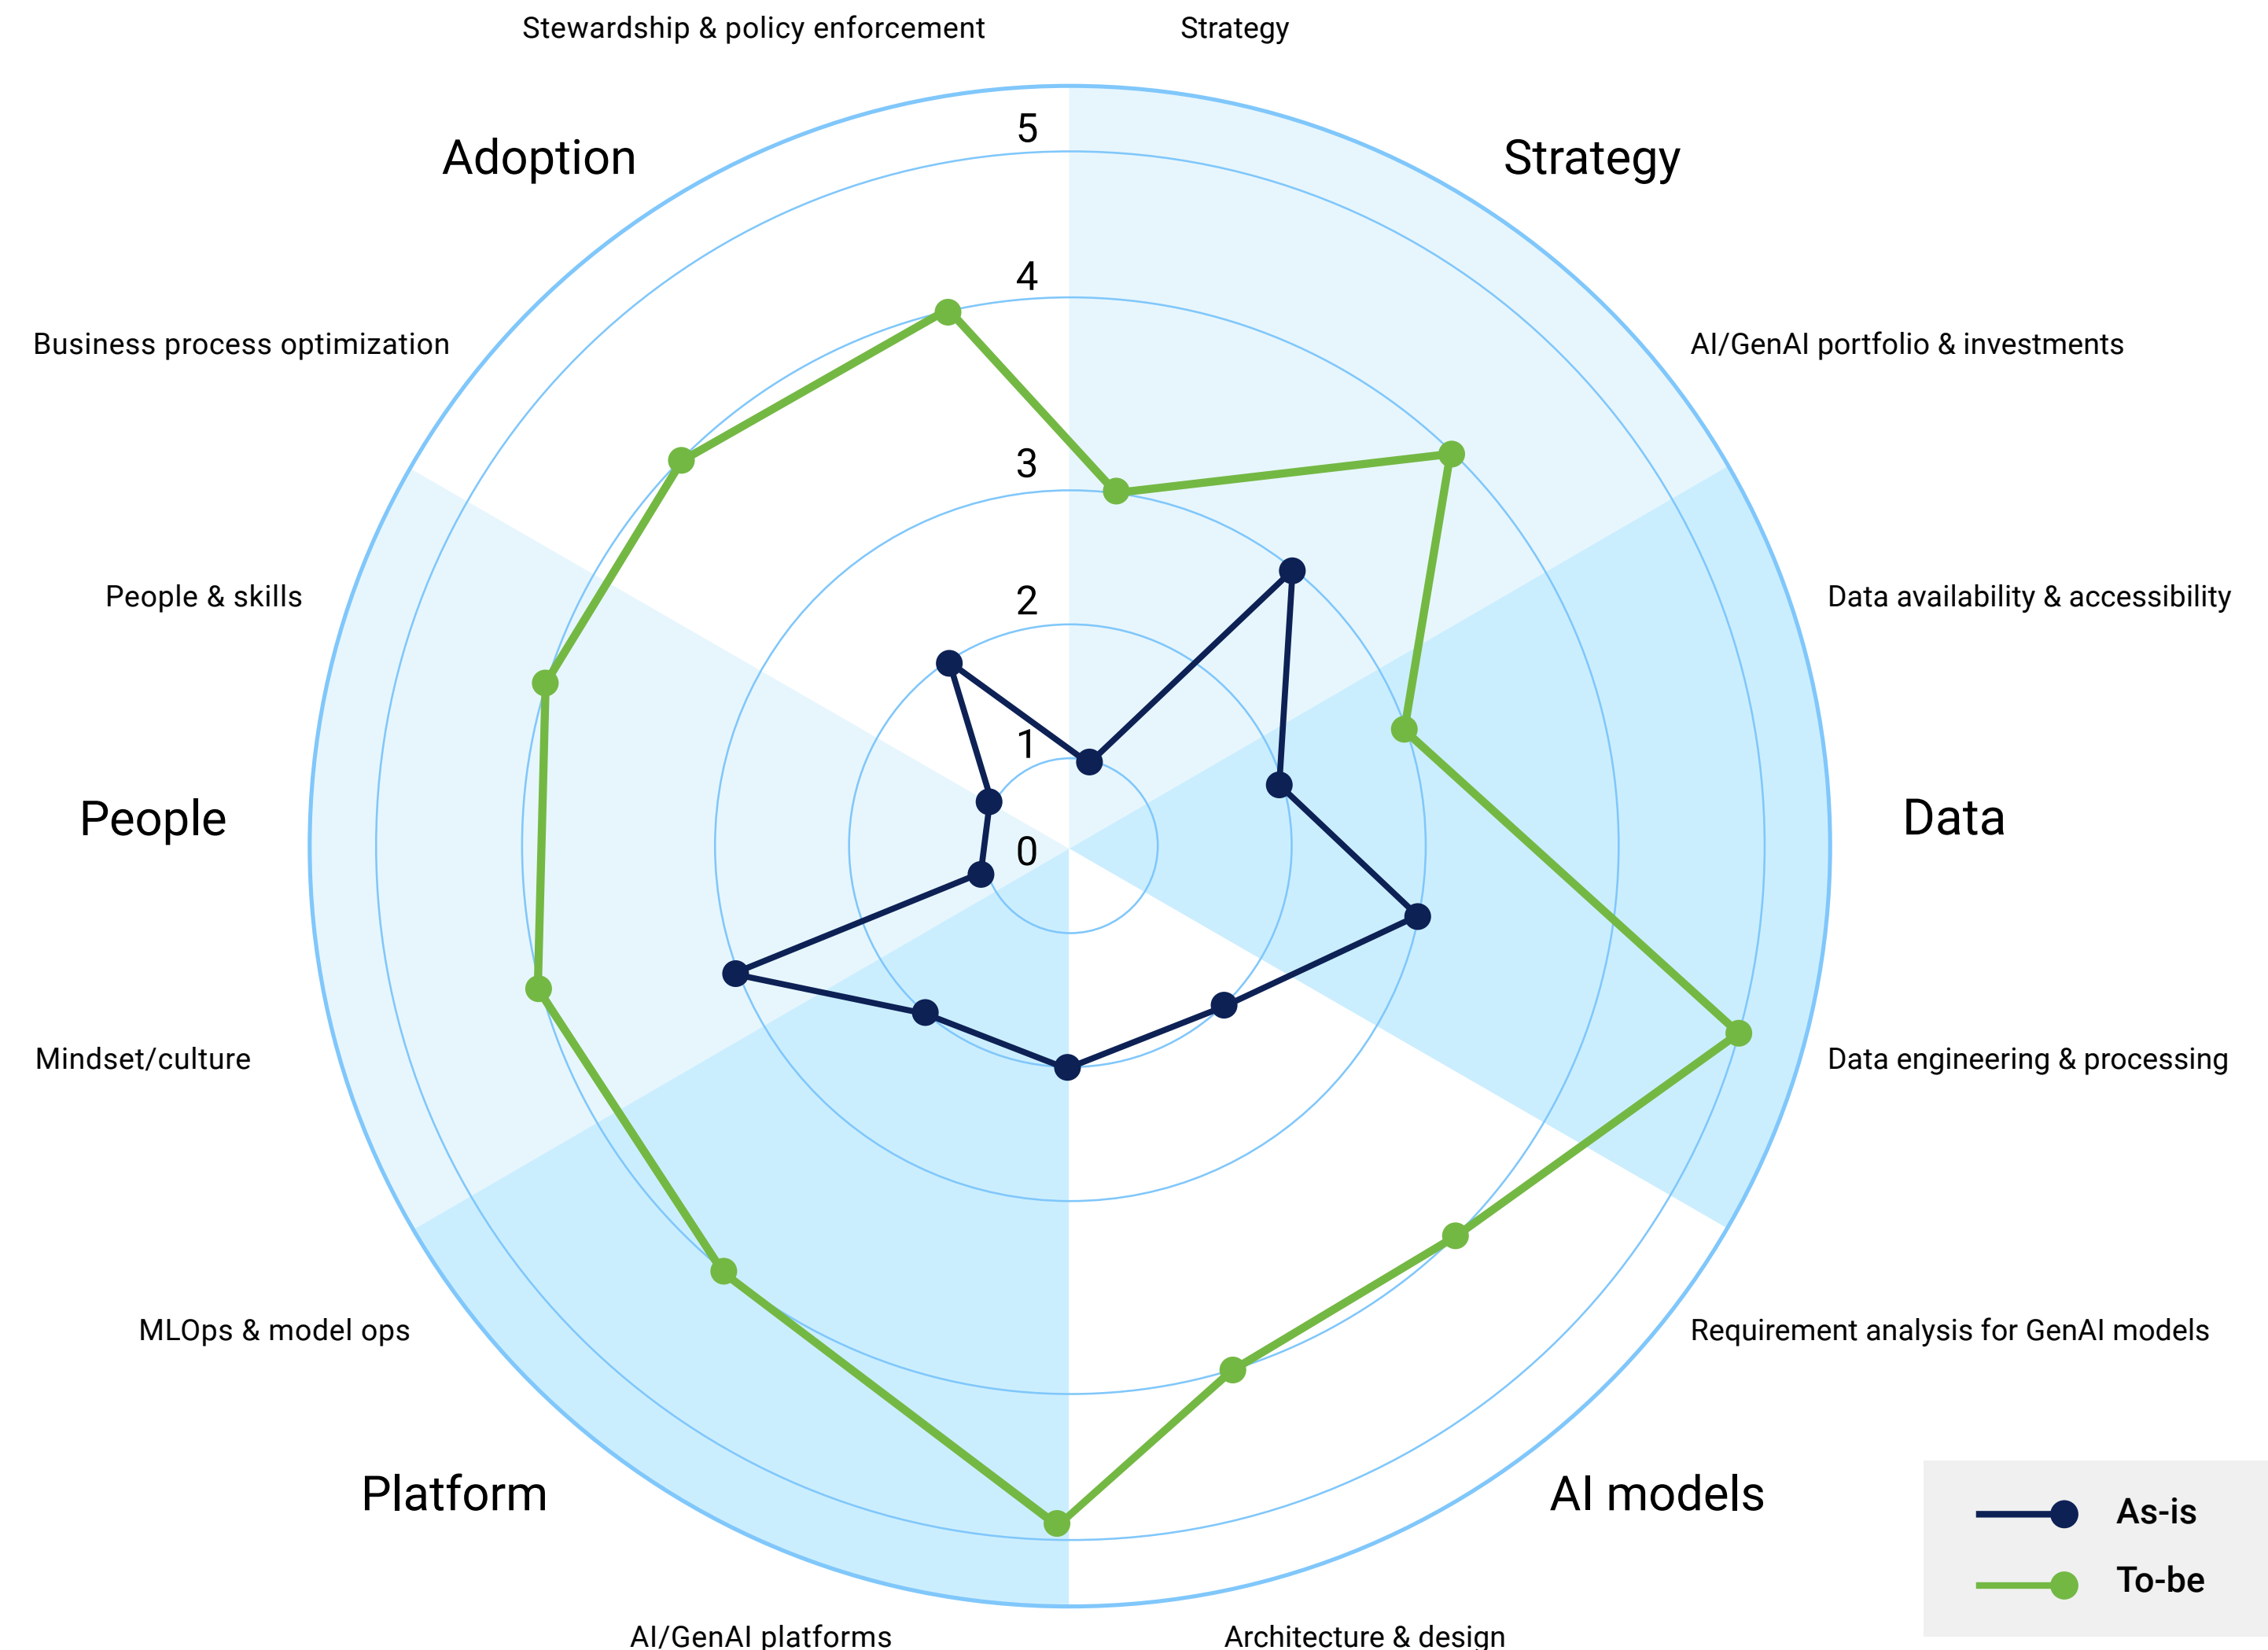 Stewardship & policy enforcement
Strategy
5
Adoption
Strategy
4
Business process optimization
AI/GenAI portfolio & investments
3
People & skills
2
Data availability & accessibility
1
People
Data
0
Mindset/culture
Data engineering & processing
MLOps & model ops
Requirement analysis for GenAI models
Platform
AI models
As-is
To-be
AI/GenAI platforms
Architecture & design